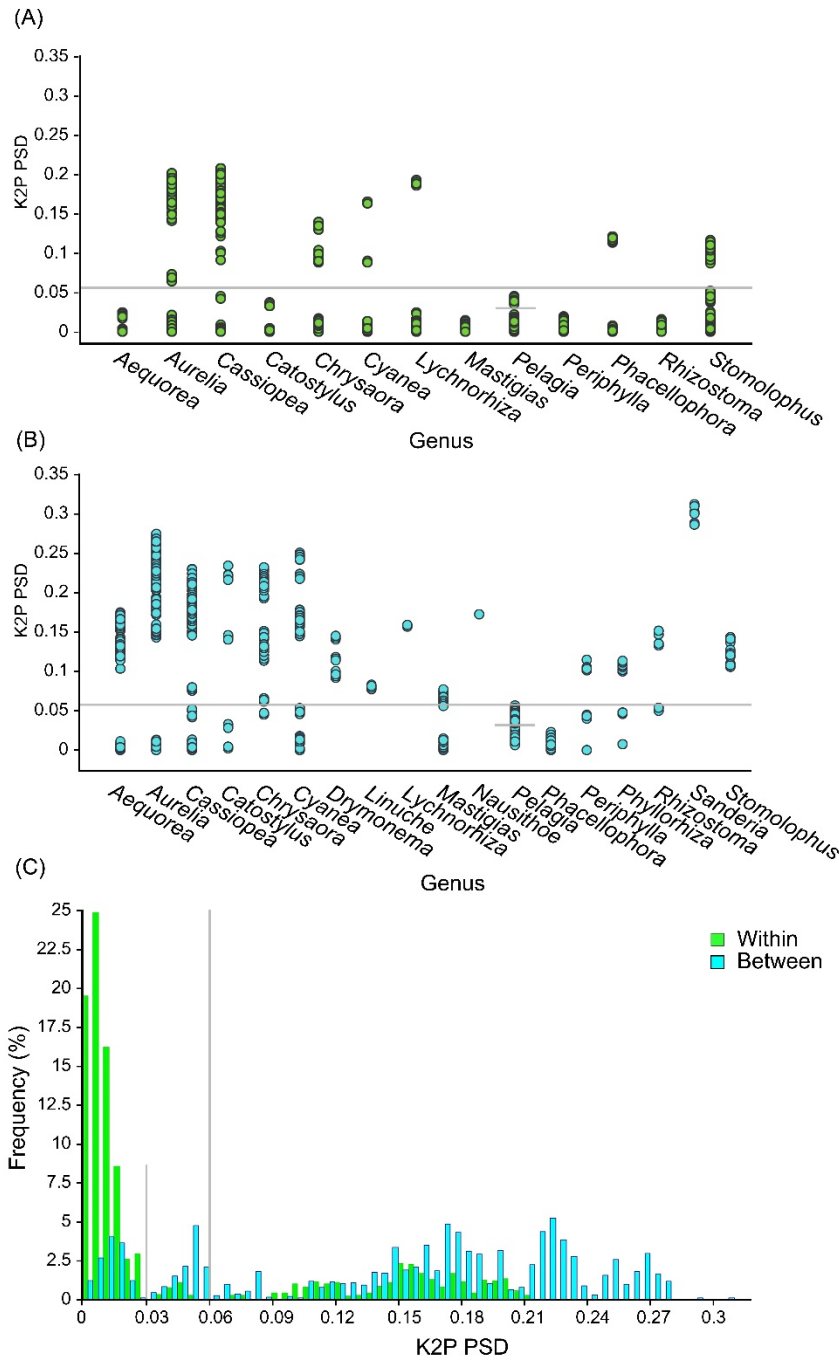 (A)
0.35
0.3
0.25
0.2
0.15
0.1
0.05
0
K2P PSD
Aequorea
Aurelia
Cassiopea
Catostylus
Chrysaora
Cyanea
Lychnorhiza
Mastigias
Pelagia
Periphylla
Phacellophora
Rhizostoma
Stomolophus
Genus
(B)
0.35
0.3
0.25
0.2
0.15
0.1
0.05
0
K2P PSD
Aequorea
Aurelia
Cassiopea
Catostylus
Chrysaora
Cyanea
Drymonema
Linuche
Lychnorhiza
Mastigias
Nausithoe
Pelagia
Phacellophora
Periphylla
Phyllorhiza
Rhizostoma
Sanderia
Stomolophus
Genus
(C)
25
22.5
20
17.5
15
12.5
10
7.5
5
2.5
0
Frequency (%)
Within
Between
0 0.03 0.06 0.09 0.12 0.15 0.18 0.21 0.24 0.27 0.3
K2P PSD